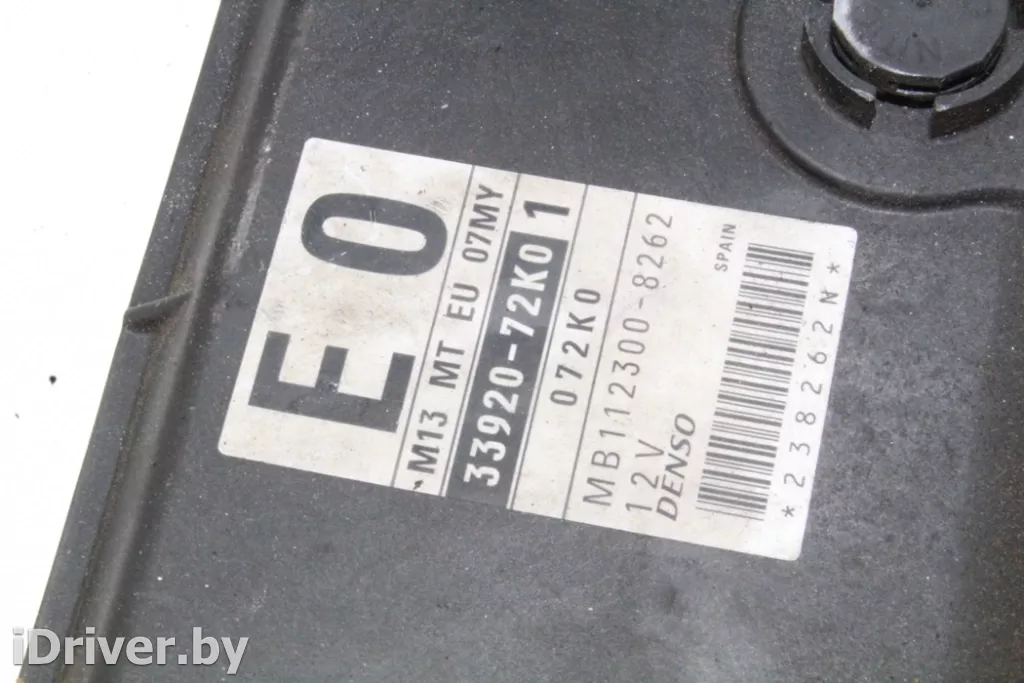 E0
M13 MT EU 07MY
33920-72K0 1
072K0
MB112300-8262
12V
DENSO
SPAIN
*238262N*
iDriver.by